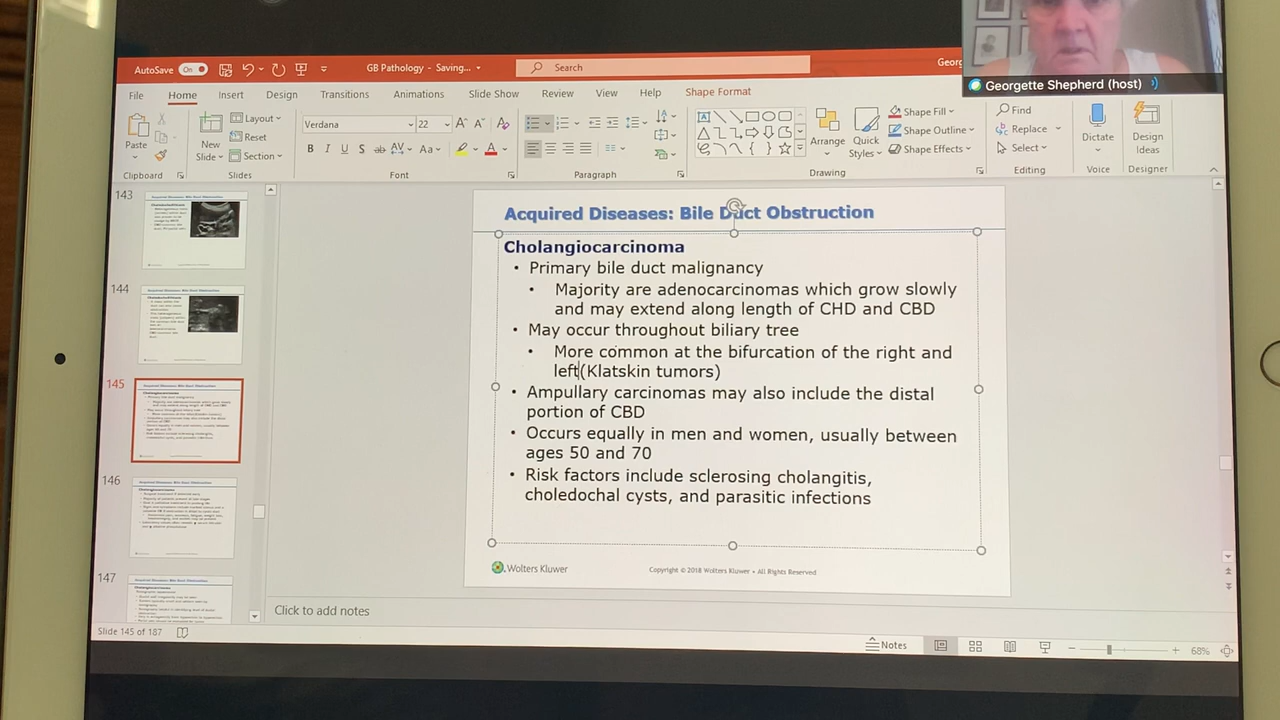 AutoSave On GB Pathology - Saving... Search Georg
Georgette Shepherd (host)
File Home Insert Design Transitions Animations Slide Show Review View Help Shape Format
Paste
Clipboard
New
Slide
Layout
Reset
Section
Slides
Verdana 22
B I U S ab AV Aa A
Font
Paragraph
Arrange
Quick
Styles
Shape Fill
Shape Outline
Shape Effects
Drawing
Find
Replace
Select
Editing
Dictate
Voice
Design
Ideas
Designer
143
144
145
146
147
Acquired Diseases: Bile Duct Obstruction
Cholangiocarcinoma
• Primary bile duct malignancy
• Majority are adenocarcinomas which grow slowly
and may extend along length of CHD and CBD
• May occur throughout biliary tree
• More common at the bifurcation of the right and
left(Klatskin tumors)
• Ampullary carcinomas may also include the distal
portion of CBD
• Occurs equally in men and women, usually between
ages 50 and 70
• Risk factors include sclerosing cholangitis,
choledochal cysts, and parasitic infections
Wolters Kluwer
Copyright © 2018 Wolters Kluwer • All Rights Reserved
Click to add notes
Slide 145 of 187
Notes
68%